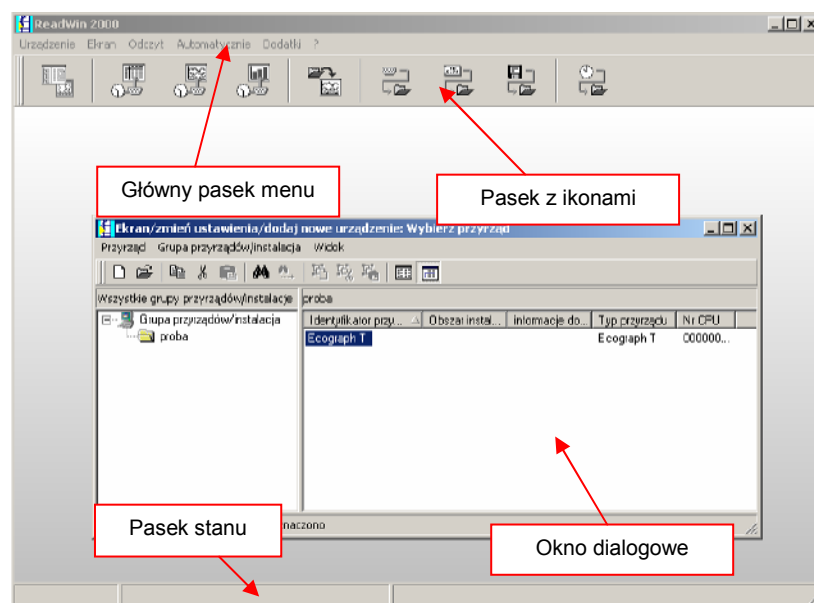 ReadWin 2000
Urządzenie Ekran Odczyt Automatycznie Dodatki ?
Główny pasek menu
Pasek z ikonami
Ekran/zmień ustawienia/dodaj nowe urządzenie: Wybierz przyrząd
Przyrząd Grupa przyrządów/instalacja Widok
Wszystkie grupy przyrządów/instalacje proba
Grupa przyrządów/instalacja Identyfikator przy... Obszar instal... informacje do... Typ przyrządu Nr CPU
proba Ecograph T Ecograph T 000000...
Pasek stanu
Okno dialogowe